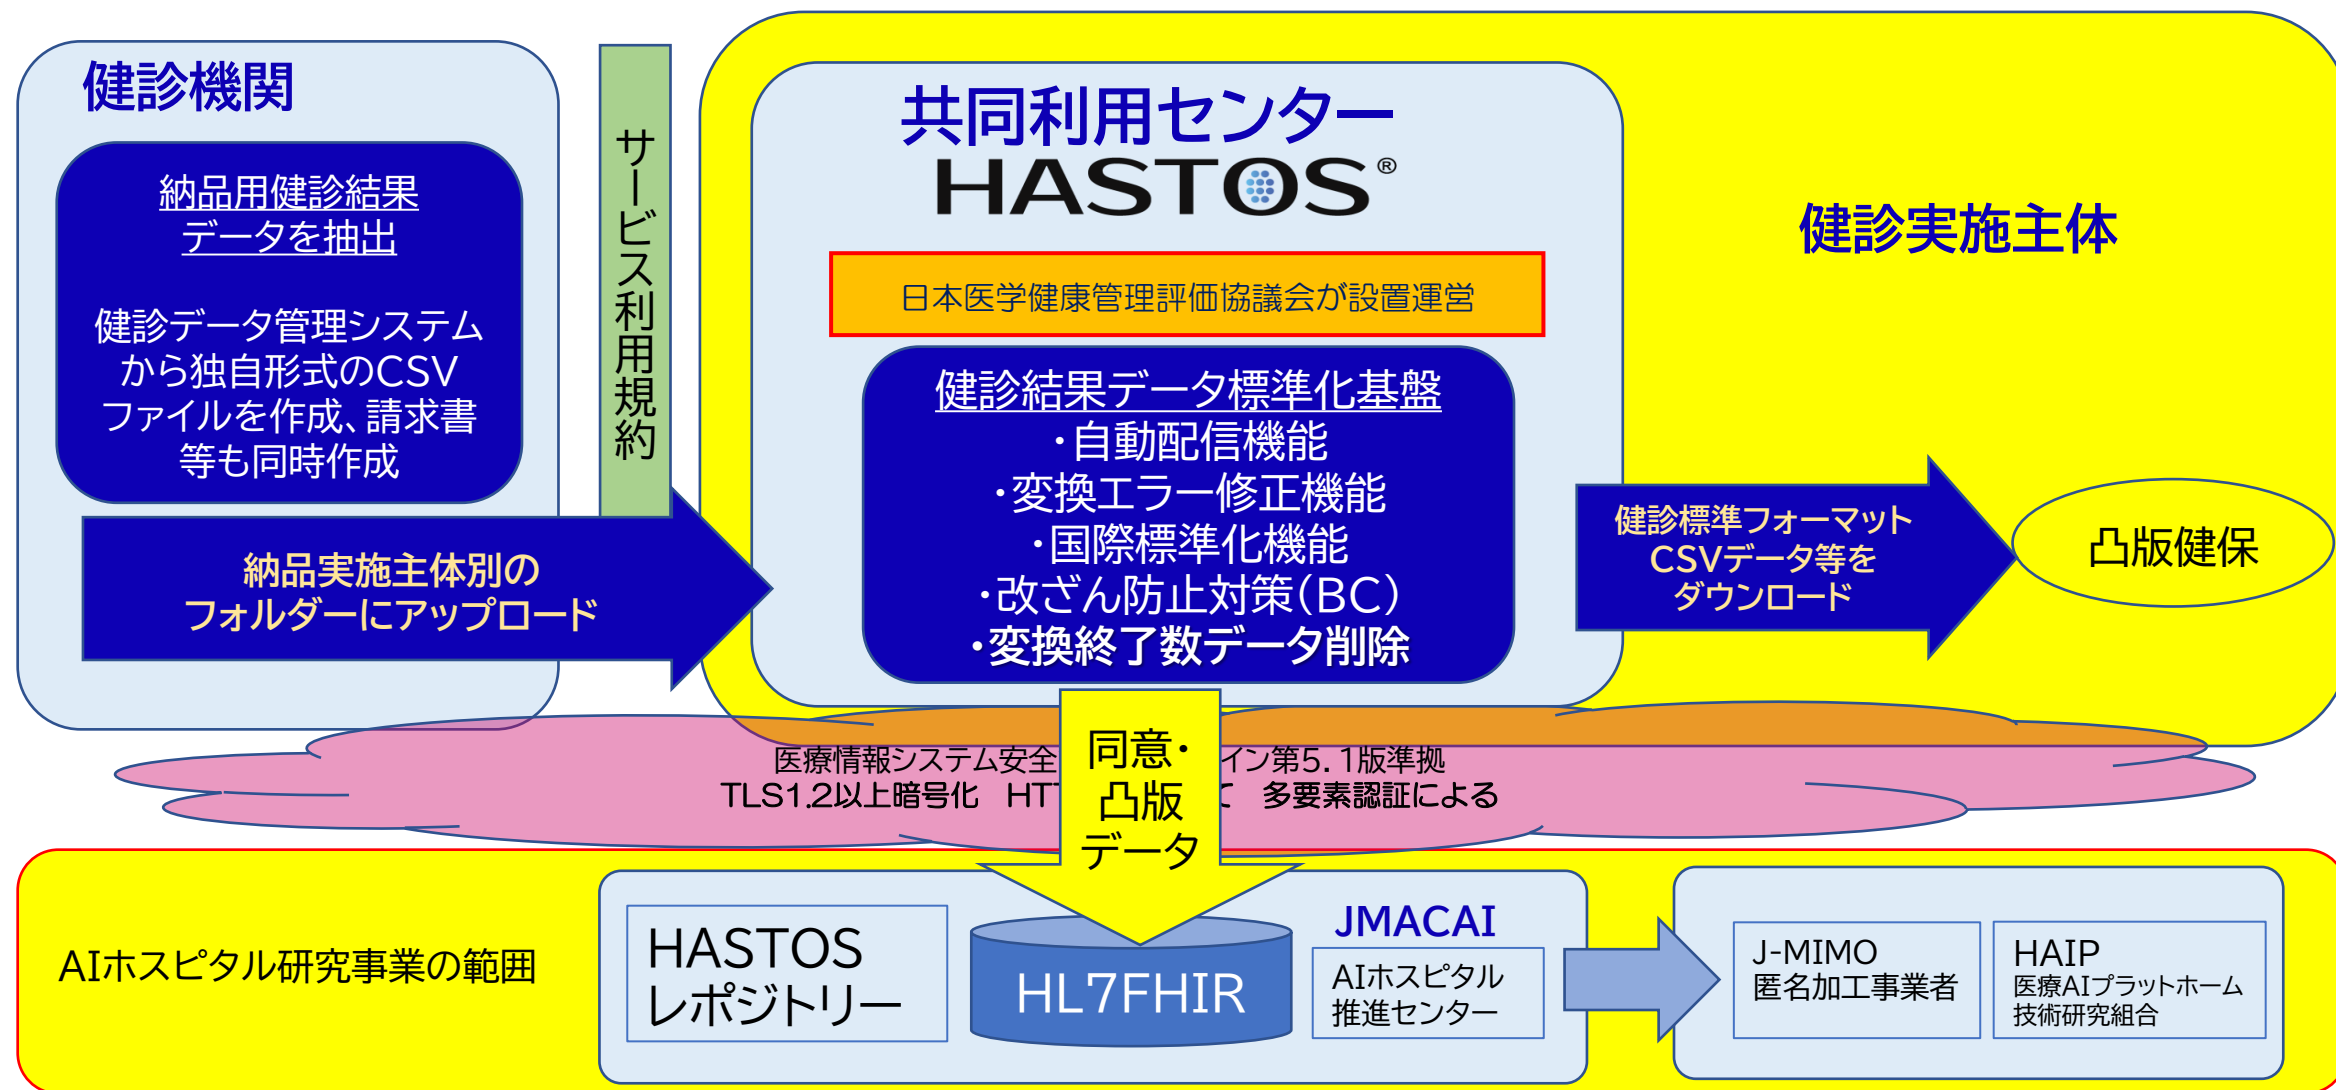 健診機関
納品用健診結果
データを抽出
健診データ管理システム
から独自形式のCSV
ファイルを作成、請求書
等も同時作成
納品実施主体別の
フォルダーにアップロード
サービス利用規約
共同利用センター
HASTOS®
日本医学健康管理評価協議会が設置運営
健診結果データ標準化基盤
・自動配信機能
・変換エラー修正機能
・国際標準化機能
・改ざん防止対策（BC）
・変換終了数データ削除
健診実施主体
健診標準フォーマット
CSVデータ等を
ダウンロード
凸版健保
医療情報システム安全 イン第5.1版準拠
TLS1.2以上暗号化 HT て 多要素認証による
同意・
凸版
データ
AIホスピタル研究事業の範囲
HASTOS
レポジトリー
HL7FHIR
JMACAI
AIホスピタル
推進センター
J-MIMO
匿名加工事業者
HAIP
医療AIプラットホーム
技術研究組合